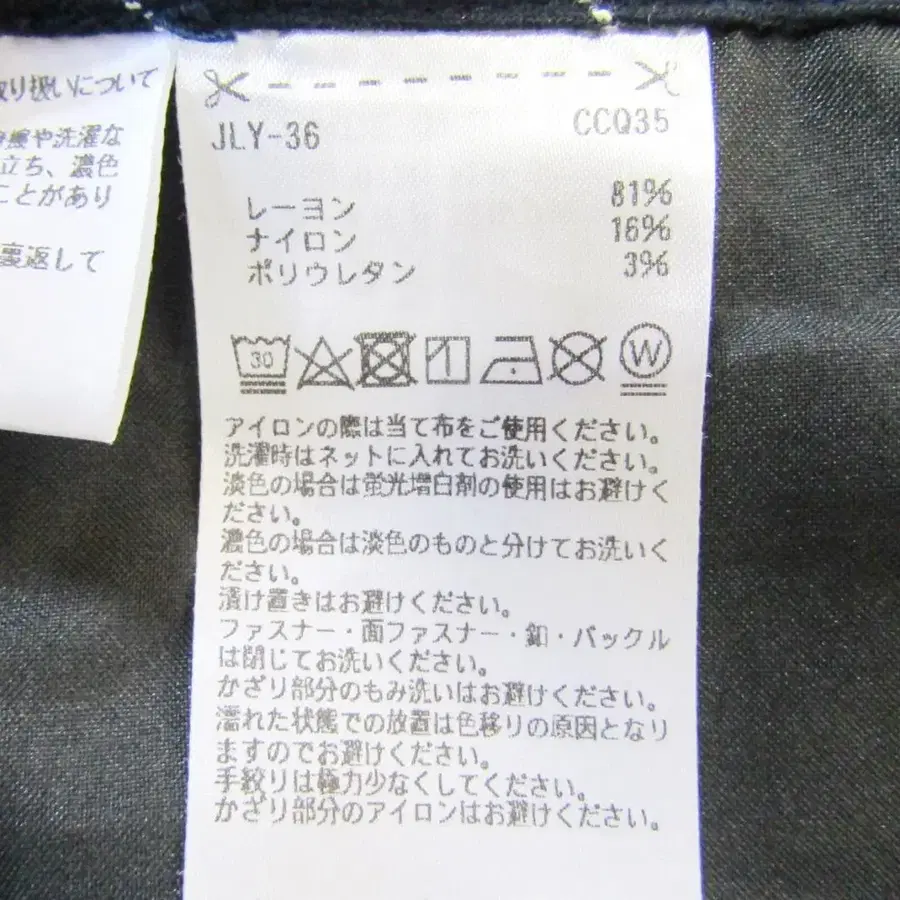 取り扱いについて
摩擦や洗濯な
立ち、濃色
ことがあり
裏返して
JLY-36 CCQ35
レーヨン 81%
ナイロン 16%
ポリウレタン 3%
30 W
アイロンの際は当て布をご使用ください。
洗濯時はネットに入れてお洗いください。
淡色の場合は蛍光増白剤の使用はお避けく
ださい。
濃色の場合は淡色のものと分けてお洗いく
ださい。
漬け置きはお避けください。
ファスナー・面ファスナー・釦・バックル
は閉じてお洗いください。
かざり部分のもみ洗いはお避けください。
濡れた状態での放置は色移りの原因となり
ますのでお避けください。
手絞りは極力少なくしてください。
かざり部分のアイロンはお避けください。